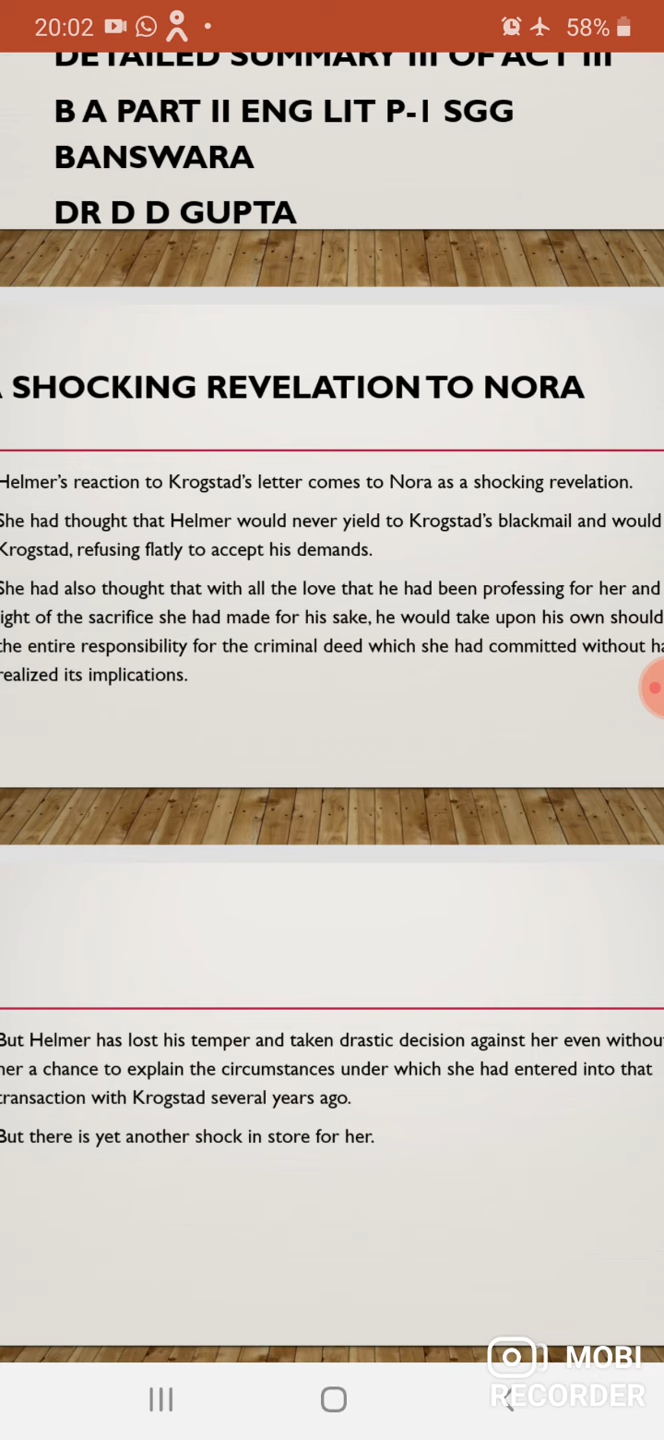 20:02
58%
DETAILED SUMMARY III OF ACT III
B A PART II ENG LIT P-I SGG
BANSWARA
DR D D GUPTA
A SHOCKING REVELATION TO NORA
Helmer's reaction to Krogstad's letter comes to Nora as a shocking revelation.
She had thought that Helmer would never yield to Krogstad's blackmail and would
Krogstad, refusing flatly to accept his demands.
She had also thought that with all the love that he had been professing for her and
light of the sacrifice she had made for his sake, he would take upon his own should
the entire responsibility for the criminal deed which she had committed without ha
realized its implications.
But Helmer has lost his temper and taken drastic decision against her even withou
her a chance to explain the circumstances under which she had entered into that
transaction with Krogstad several years ago.
But there is yet another shock in store for her.
MOBI
RECORDER